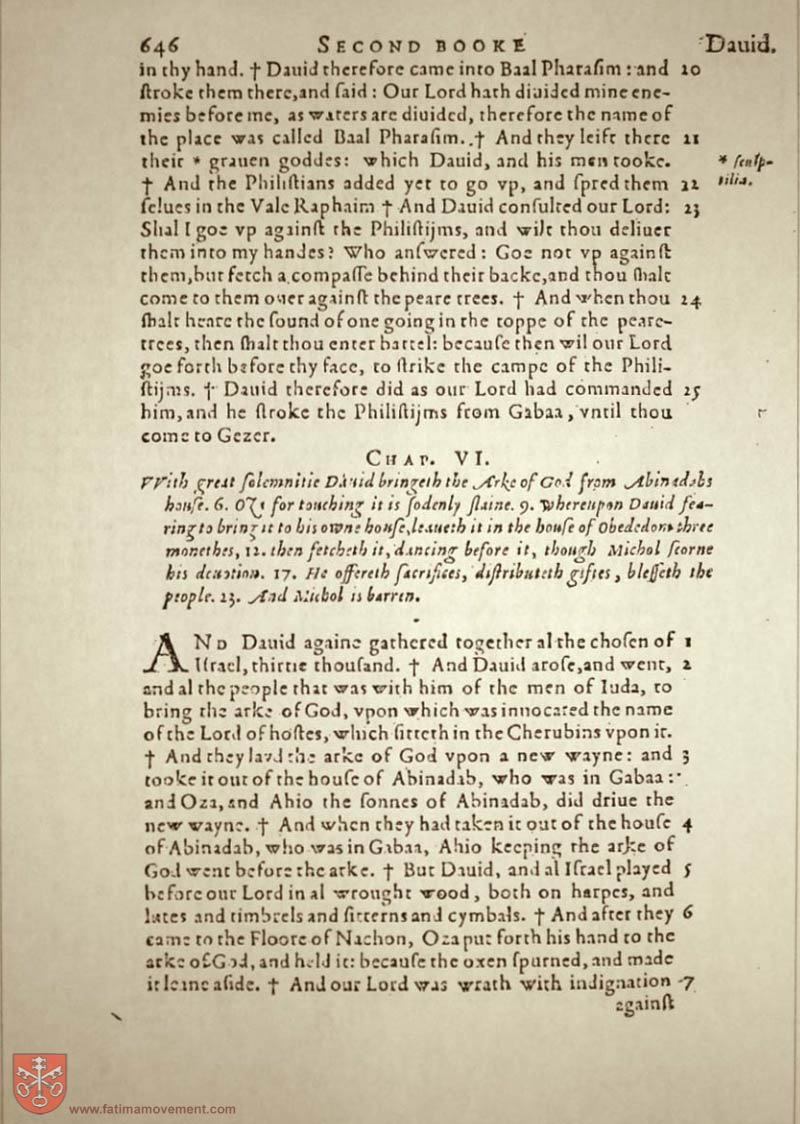 646 SECOND BOOKE Dauid.
in thy hand. † Dauid therefore came into Baal Pharaſim: and 20
ſtroke them there, and ſaid: Our Lord hath diuided mine ene-
mies before me, as waters are diuided, therefore the name of
the place was called Baal Pharaſim. † And they leift there 21
their * grauen goddes: which Dauid, and his men tooke. * ſculp-
† And the Philiſtians added yet to go vp, and ſpred them 22 tilia.
ſelues in the Vale Raphaim † And Dauid conſulted our Lord: 23
Shal I goe vp againſt the Philiſtijms, and wilt thou deliuer
them into my handes? Who anſwered: Goe not vp againſt
them, but fetch a compaſſe behind their backe, and thou ſhalt
come to them ouer againſt the peare trees. † And when thou 24
ſhalt heare the ſound of one going in the toppe of the peare-
trees, then ſhalt thou enter battel: becauſe then wil our Lord
goe forth before thy face, to ſtrike the campe of the Phili-
ſtijms. † Dauid therefore did as our Lord had commanded 25
him, and he ſtroke the Philiſtijms from Gabaa, vntil thou
come to Gezer.
CHAP. VI.
VVith great ſolemnitie Dauid bringeth the Arke of God from Abinadabs
houſe. 6. Oza for touching it is ſodenly ſlaine. 9. Whereupon Dauid fea-
ring to bring it to his owne houſe, leaueth it in the houſe of Obededom three
monethes, 12. then fetcheth it, dancing before it, though Michol ſcorne
his deuotion. 17. He offereth ſacrifices, diſtributeth giftes, bleſſeth the
people. 23. And Michol is barren.
AND Dauid againe gathered together al the choſen of 1
Iſrael, thirtie thouſand. † And Dauid aroſe, and went, 2
and al the people that was with him of the men of Iuda, to
bring the arke of God, vpon which was inuocated the name
of the Lord of hoſtes, which ſitteth in the Cherubins vpon it.
† And they layd the arke of God vpon a new wayne: and 3
tooke it out of the houſe of Abinadab, who was in Gabaa:
and Oza, and Ahio the ſonnes of Abinadab, did driue the
new wayne. † And when they had taken it out of the houſe 4
of Abinadab, who was in Gabaa, Ahio keeping the arke of
God went before the arke. † But Dauid, and al Iſrael played 5
before our Lord in al wrought wood, both on harpes, and
lutes and timbrels and ſitterns and cymbals. † And after they 6
came to the Floore of Nachon, Oza put forth his hand to the
arke of God, and held it: becauſe the oxen ſpurned, and made
it leane aſide. † And our Lord was wrath with indignation 7
againſt
www.fatimamovement.com